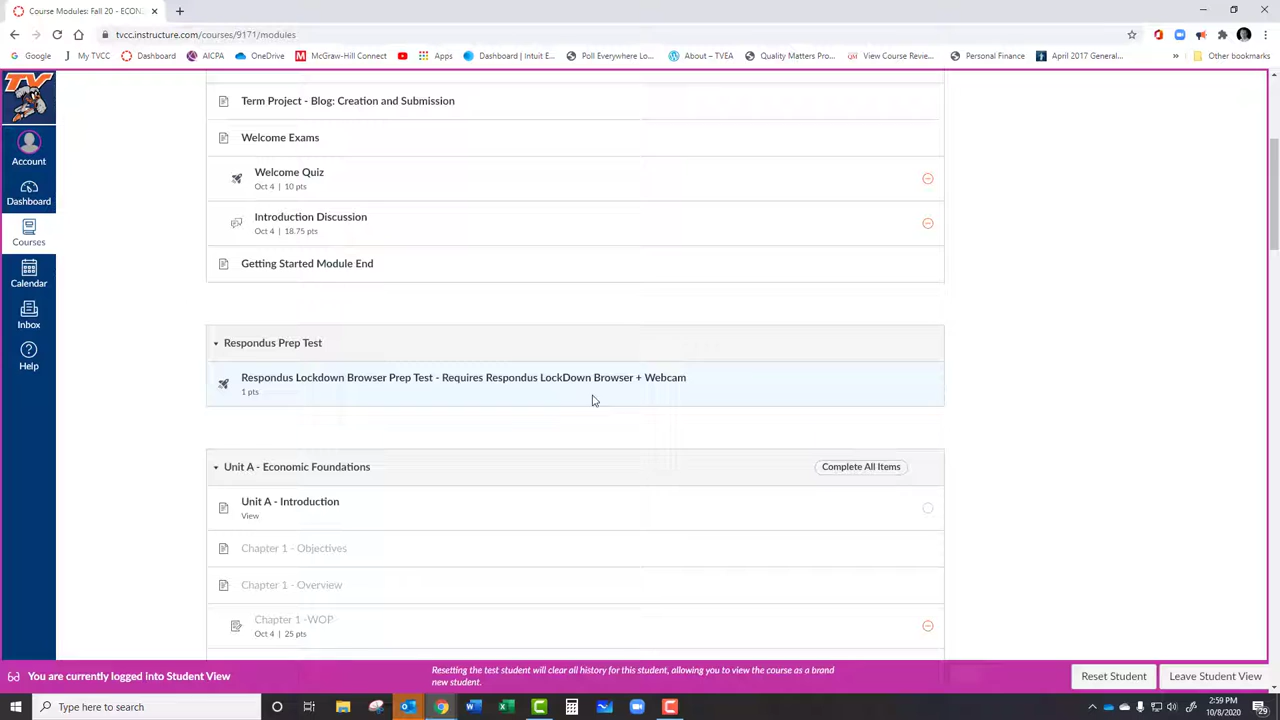 Course Modules: Fall 20 - ECON2
tvcc.instructure.com/courses/9171/modules
Google
My TVCC
Dashboard
AICPA
OneDrive
McGraw-Hill Connect
Apps
Dashboard | Intuit E...
Poll Everywhere Lo...
About – TVEA
Quality Matters Pro...
View Course Revie...
Personal Finance
April 2017 General...
»
Other bookmarks
TV
Account
Dashboard
Courses
Calendar
Inbox
Help
Term Project - Blog: Creation and Submission
Welcome Exams
Welcome Quiz
Oct 4 | 10 pts
Introduction Discussion
Oct 4 | 18.75 pts
Getting Started Module End
Respondus Prep Test
Respondus Lockdown Browser Prep Test - Requires Respondus LockDown Browser + Webcam
1 pts
Unit A - Economic Foundations
Complete All Items
Unit A - Introduction
View
Chapter 1 - Objectives
Chapter 1 - Overview
Chapter 1 -WOP
Oct 4 | 25 pts
You are currently logged into Student View
Resetting the test student will clear all history for this student, allowing you to view the course as a brand
new student.
Reset Student
Leave Student View
Type here to search
2:59 PM
10/8/2020